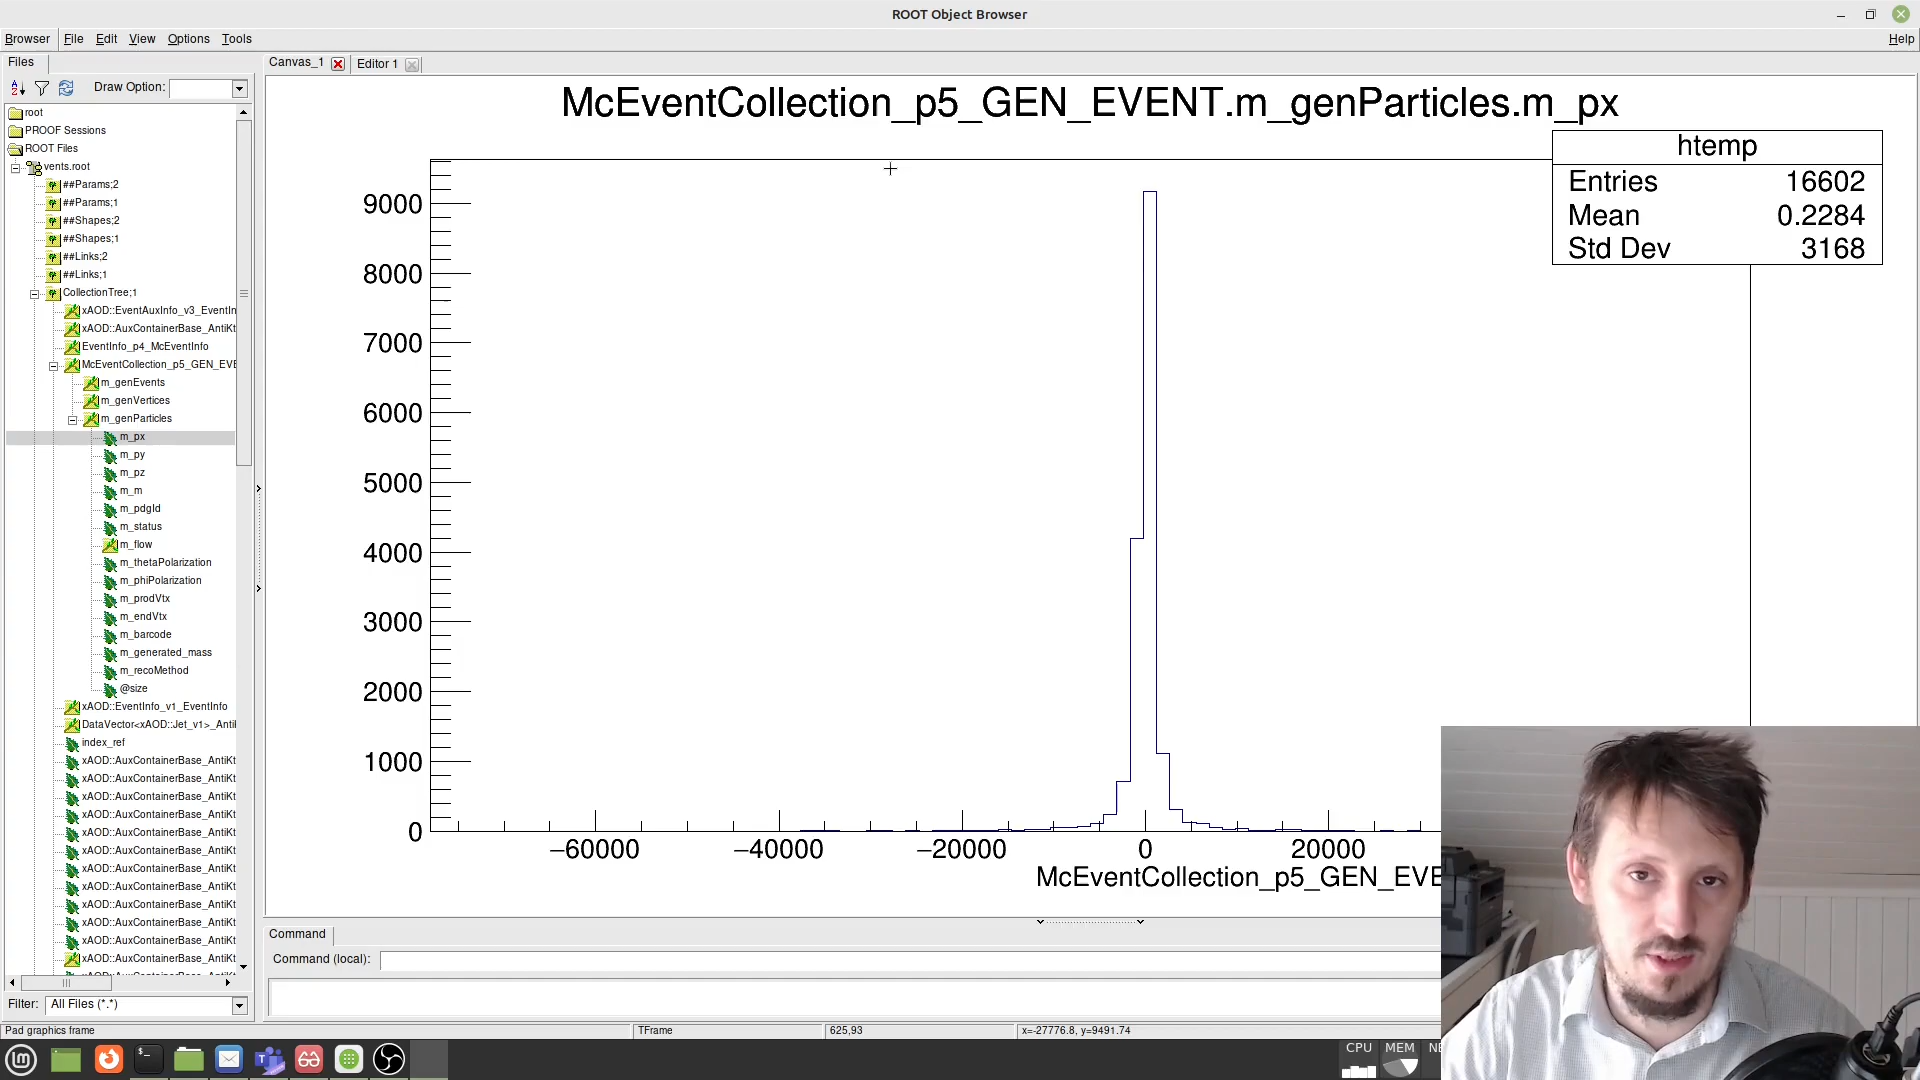 ROOT Object Browser
Browser File Edit View Options Tools Help
Files
Canvas_1 Editor 1
Draw Option:
root
PROOF Sessions
ROOT Files
vents.root
##Params;2
##Params;1
##Shapes;2
##Shapes;1
##Links;2
##Links;1
CollectionTree;1
xAOD::EventAuxInfo_v3_EventIn
xAOD::AuxContainerBase_AntiKt
EventInfo_p4_McEventInfo
McEventCollection_p5_GEN_EVE
m_genEvents
m_genVertices
m_genParticles
m_px
m_py
m_pz
m_m
m_pdgId
m_status
m_flow
m_thetaPolarization
m_phiPolarization
m_prodVtx
m_endVtx
m_barcode
m_generated_mass
m_recoMethod
@size
xAOD::EventInfo_v1_EventInfo
DataVector<xAOD::Jet_v1>_Anti
index_ref
xAOD::AuxContainerBase_AntiKt
xAOD::AuxContainerBase_AntiKt
xAOD::AuxContainerBase_AntiKt
xAOD::AuxContainerBase_AntiKt
xAOD::AuxContainerBase_AntiKt
xAOD::AuxContainerBase_AntiKt
xAOD::AuxContainerBase_AntiKt
xAOD::AuxContainerBase_AntiKt
xAOD::AuxContainerBase_AntiKt
xAOD::AuxContainerBase_AntiKt
xAOD::AuxContainerBase_AntiKt
xAOD::AuxContainerBase_AntiKt
Filter: All Files (*.*)
McEventCollection_p5_GEN_EVENT.m_genParticles.m_px
htemp
Entries 16602
Mean 0.2284
Std Dev 3168
9000
8000
7000
6000
5000
4000
3000
2000
1000
0
−60000 −40000 −20000 0 20000
McEventCollection_p5_GEN_EVE
Command
Command (local):
Pad graphics frame TFrame 625,93 x=-27776.8, y=9491.74
CPU MEM NE